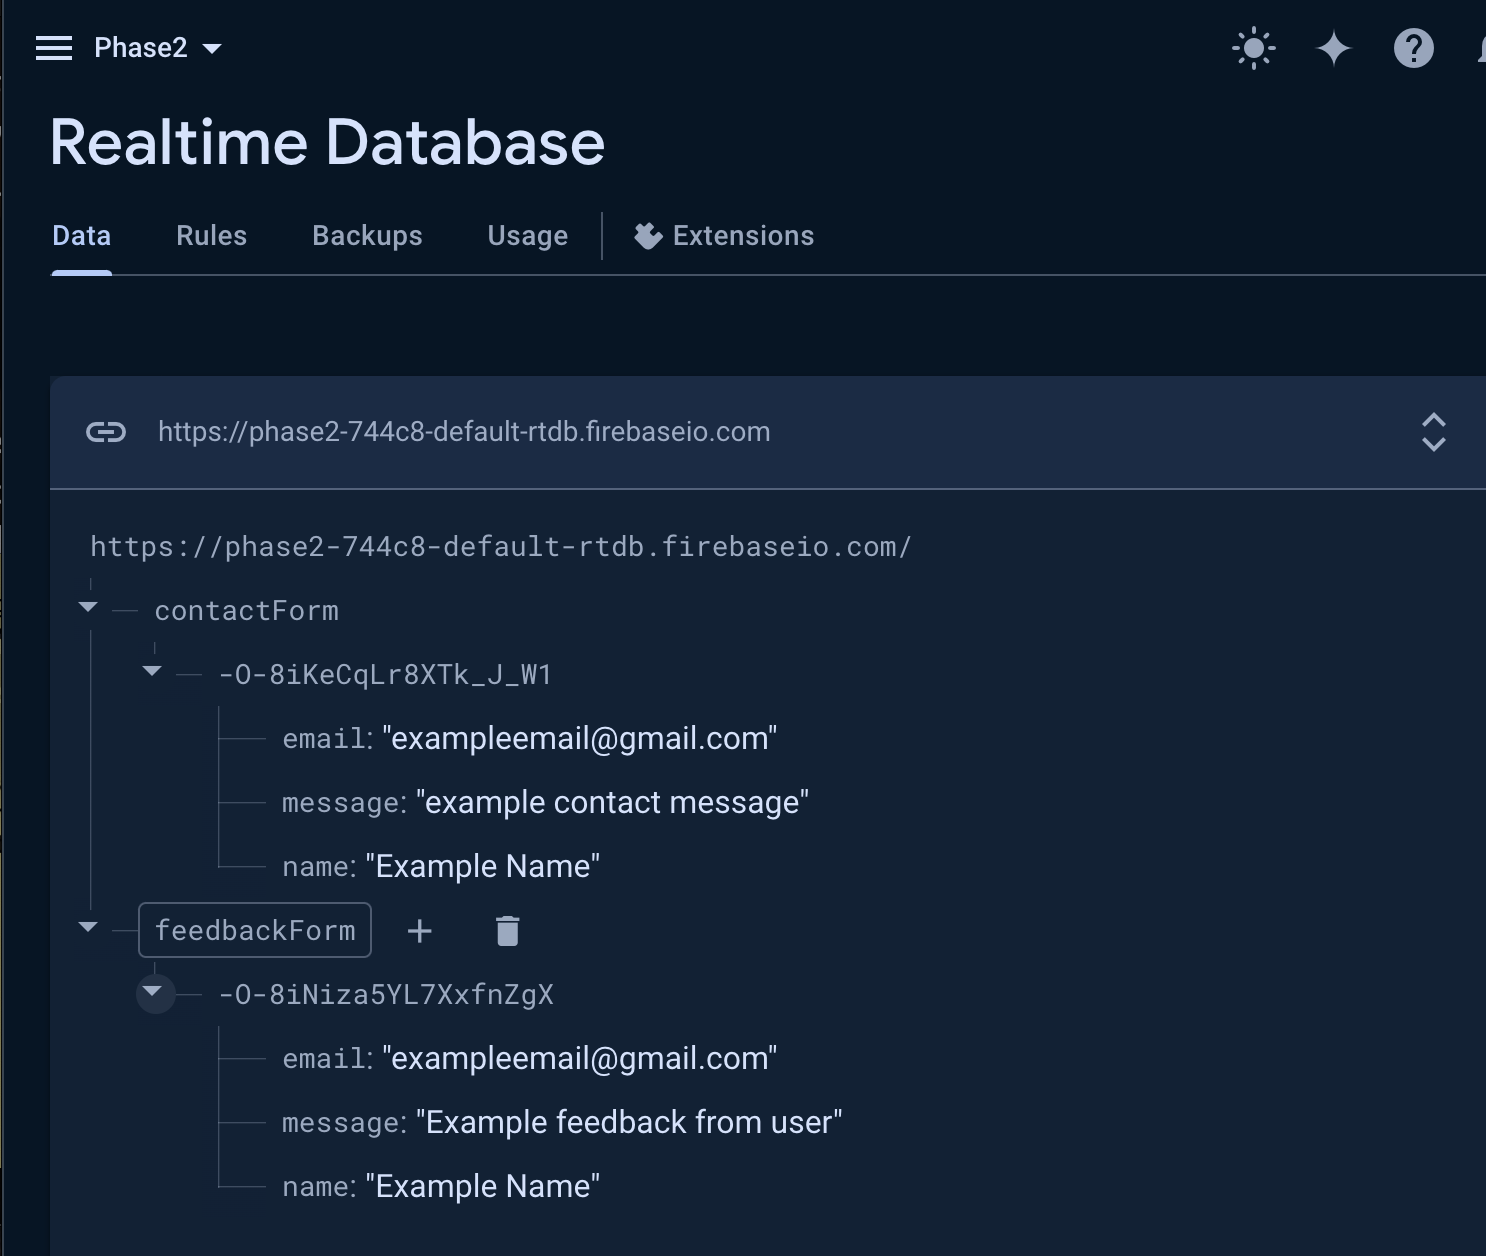 Phase2
Realtime Database
Data Rules Backups Usage Extensions
https://phase2-744c8-default-rtdb.firebaseio.com
https://phase2-744c8-default-rtdb.firebaseio.com/
contactForm
-O-8iKeCqLr8XTk_J_W1
email: "exampleemail@gmail.com"
message: "example contact message"
name: "Example Name"
feedbackForm
-O-8iNiza5YL7XxfnZgX
email: "exampleemail@gmail.com"
message: "Example feedback from user"
name: "Example Name"